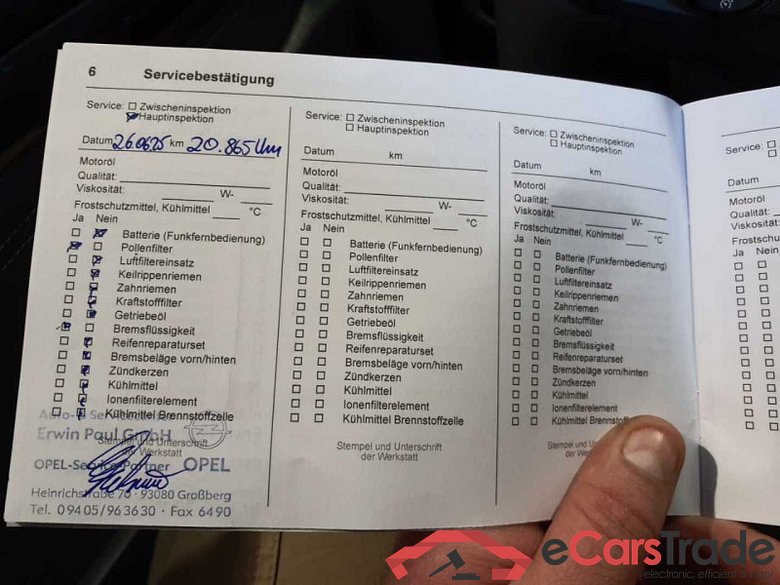 6 Servicebestätigung
Service: Zwischeninspektion
Hauptinspektion
Datum 26.06.25 km 20.865 km
Motoröl
Qualität:
Viskosität: W-
Frostschutzmittel, Kühlmittel °C
Ja Nein
Batterie (Funkfernbedienung)
Pollenfilter
Luftfiltereinsatz
Keilrippenriemen
Zahnriemen
Kraftstofffilter
Getriebeöl
Bremsflüssigkeit
Reifenreparaturset
Bremsbeläge vorn/hinten
Zündkerzen
Kühlmittel
Ionenfilterelement
Kühlmittel Brennstoffzelle
Erwin Paul GmbH
Stempel und Unterschrift
der Werkstatt
OPEL-Service Partner OPEL
Heinrichstraße 70 · 93080 Großberg
Tel. 09405/963630 · Fax 6490
Service: Zwischeninspektion
Hauptinspektion
Datum km
Motoröl
Qualität:
Viskosität: W-
Frostschutzmittel, Kühlmittel °C
Ja Nein
Batterie (Funkfernbedienung)
Pollenfilter
Luftfiltereinsatz
Keilrippenriemen
Zahnriemen
Kraftstofffilter
Getriebeöl
Bremsflüssigkeit
Reifenreparaturset
Bremsbeläge vorn/hinten
Zündkerzen
Kühlmittel
Ionenfilterelement
Kühlmittel Brennstoffzelle
Stempel und Unterschrift
der Werkstatt
Service: Zwischeninspektion
Hauptinspektion
Datum km
Motoröl
Qualität:
Viskosität: W-
Frostschutzmittel, Kühlmittel °C
Ja Nein
Batterie (Funkfernbedienung)
Pollenfilter
Luftfiltereinsatz
Keilrippenriemen
Zahnriemen
Kraftstofffilter
Getriebeöl
Bremsflüssigkeit
Reifenreparaturset
Bremsbeläge vorn/hinten
Zündkerzen
Kühlmittel
Ionenfilterelement
Kühlmittel
Stempel und
der
Service:
Datum
Motoröl
Qualität:
Viskosität:
Ja Nein
eCarsTrade
electronic, efficient &